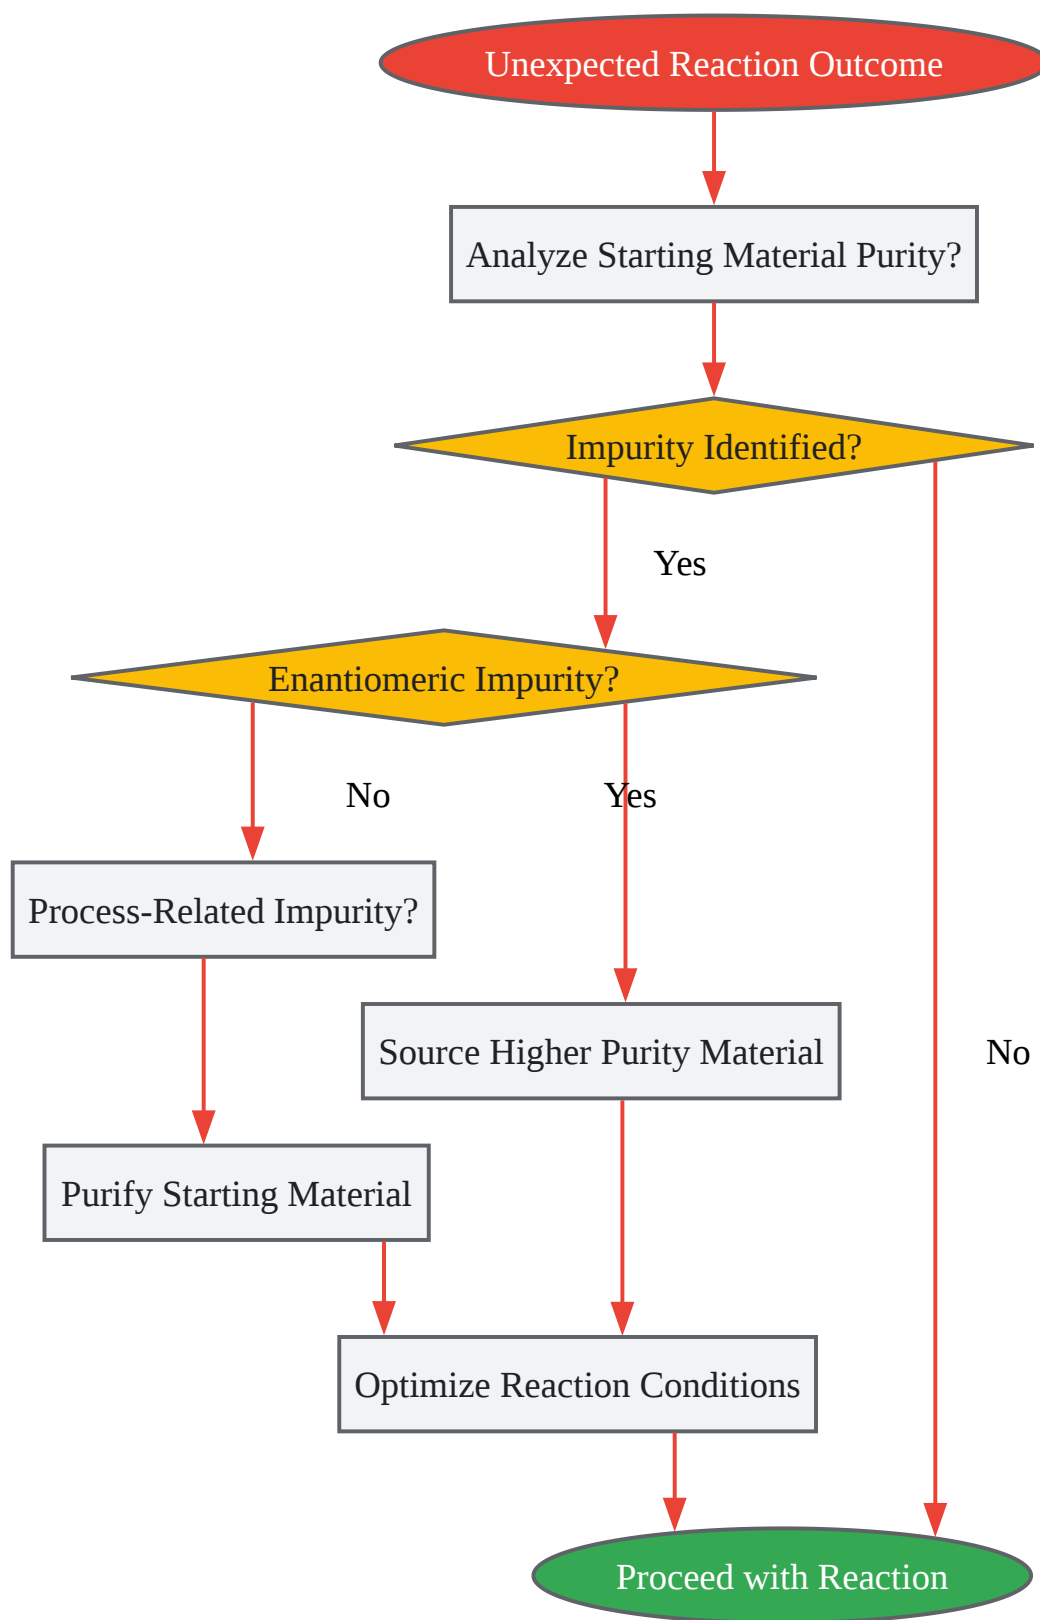 Unexpected Reaction Outcome
Analyze Starting Material Purity?
Impurity Identified?
Yes
Enantiomeric Impurity?
No
Yes
Process-Related Impurity?
Source Higher Purity Material
No
Purify Starting Material
Optimize Reaction Conditions
Proceed with Reaction